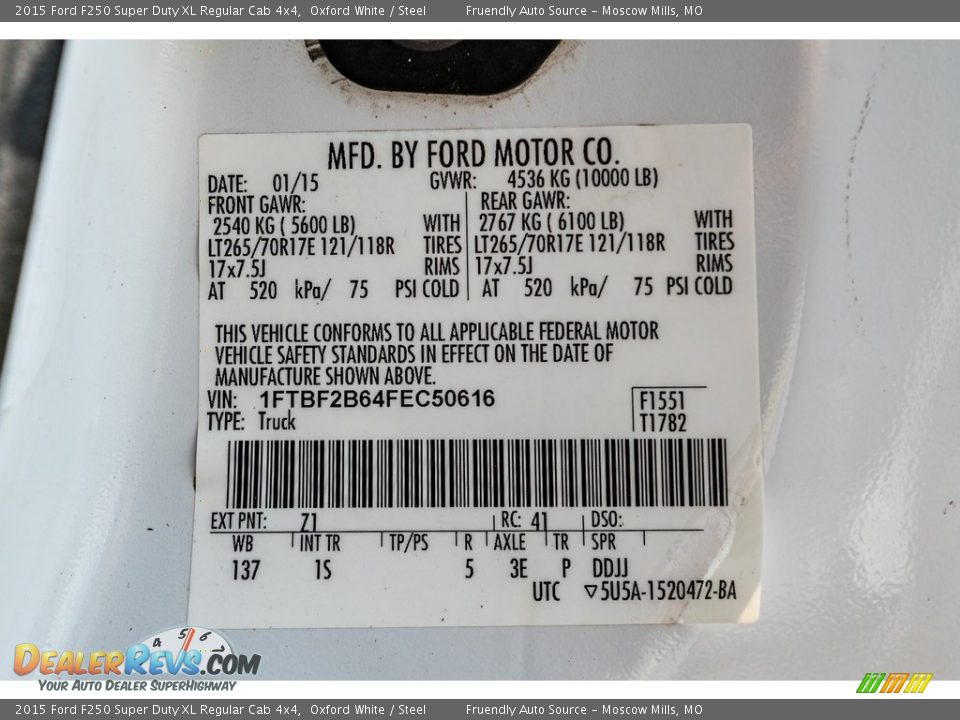 2015 Ford F250 Super Duty XL Regular Cab 4x4, Oxford White / Steel Fruendly Auto Source - Moscow Mills, MO
MFD. BY FORD MOTOR CO.
DATE: 01/15 GVWR: 4536 KG (10000 LB)
FRONT GAWR: REAR GAWR:
2540 KG ( 5600 LB) WITH 2767 KG ( 6100 LB) WITH
LT265/70R17E 121/118R TIRES LT265/70R17E 121/118R TIRES
17x7.5J RIMS 17x7.5J RIMS
AT 520 kPa/ 75 PSI COLD AT 520 kPa/ 75 PSI COLD
THIS VEHICLE CONFORMS TO ALL APPLICABLE FEDERAL MOTOR
VEHICLE SAFETY STANDARDS IN EFFECT ON THE DATE OF
MANUFACTURE SHOWN ABOVE.
VIN: 1FTBF2B64FEC50616 F1551
TYPE: Truck T1782
EXT PNT: Z1 RC: 41 DSO:
WB INT TR TP/PS R AXLE TR SPR
137 1S 5 3E P DDJJ
UTC ▽5U5A-1520472-BA
4 5 6
DEALERREVS.COM
YOUR AUTO DEALER SUPERHIGHWAY
2015 Ford F250 Super Duty XL Regular Cab 4x4, Oxford White / Steel Fruendly Auto Source - Moscow Mills, MO